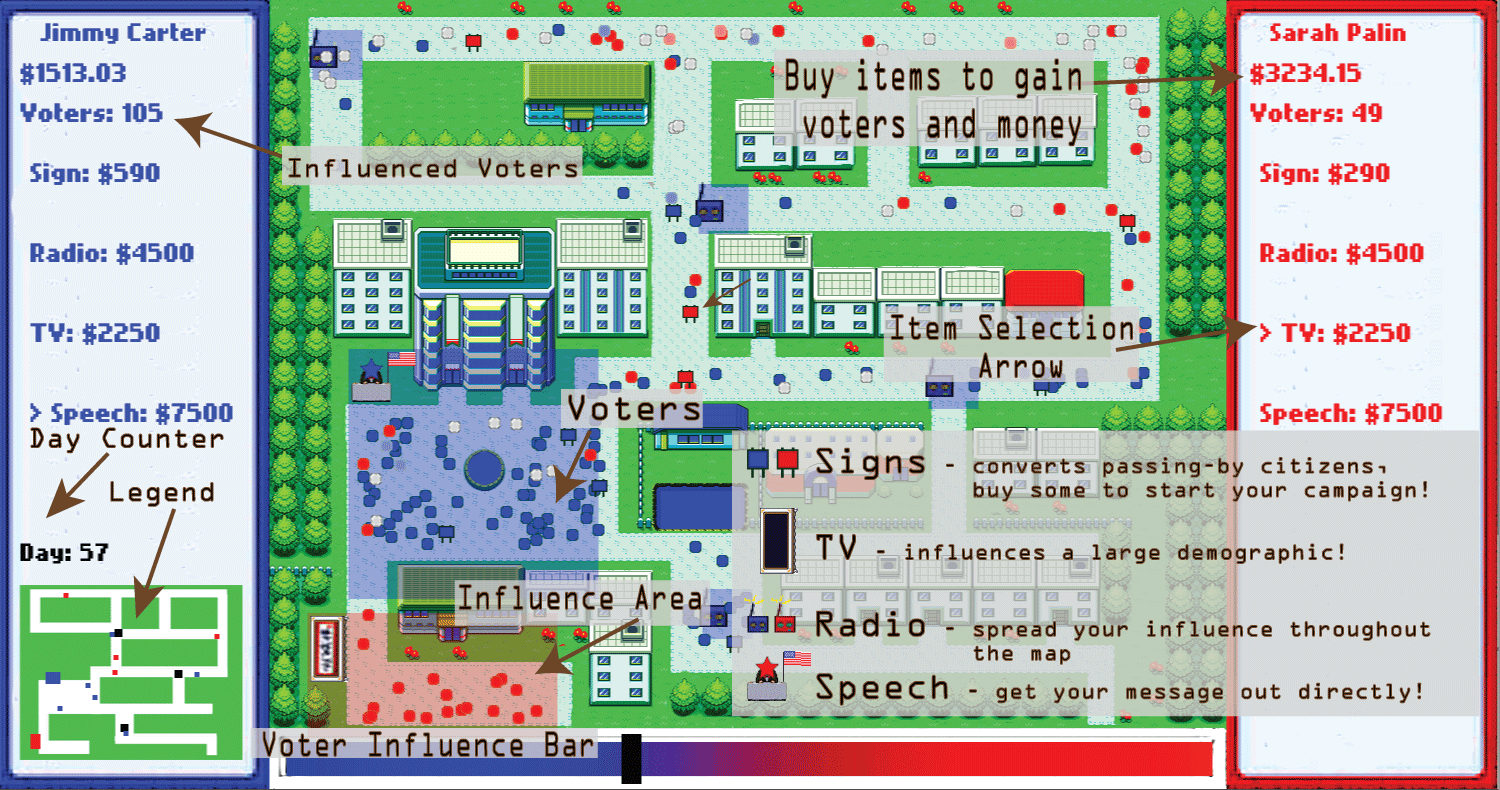 Jimmy Carter
$1513.03
Voters: 105
Sign: $590
Radio: $4500
TV: $2250
> Speech: $7500
Day Counter
Legend
Day: 57
Influenced Voters
Buy items to gain
voters and money
Item Selection
Arrow
Voters
Signs - converts passing-by citizens,
buy some to start your campaign!
TV - influences a large demographic!
Radio - spread your influence throughout
the map
Speech - get your message out directly!
Influence Area
Voter Influence Bar
Sarah Palin
$3234.15
Voters: 49
Sign: $290
Radio: $4500
> TV: $2250
Speech: $7500